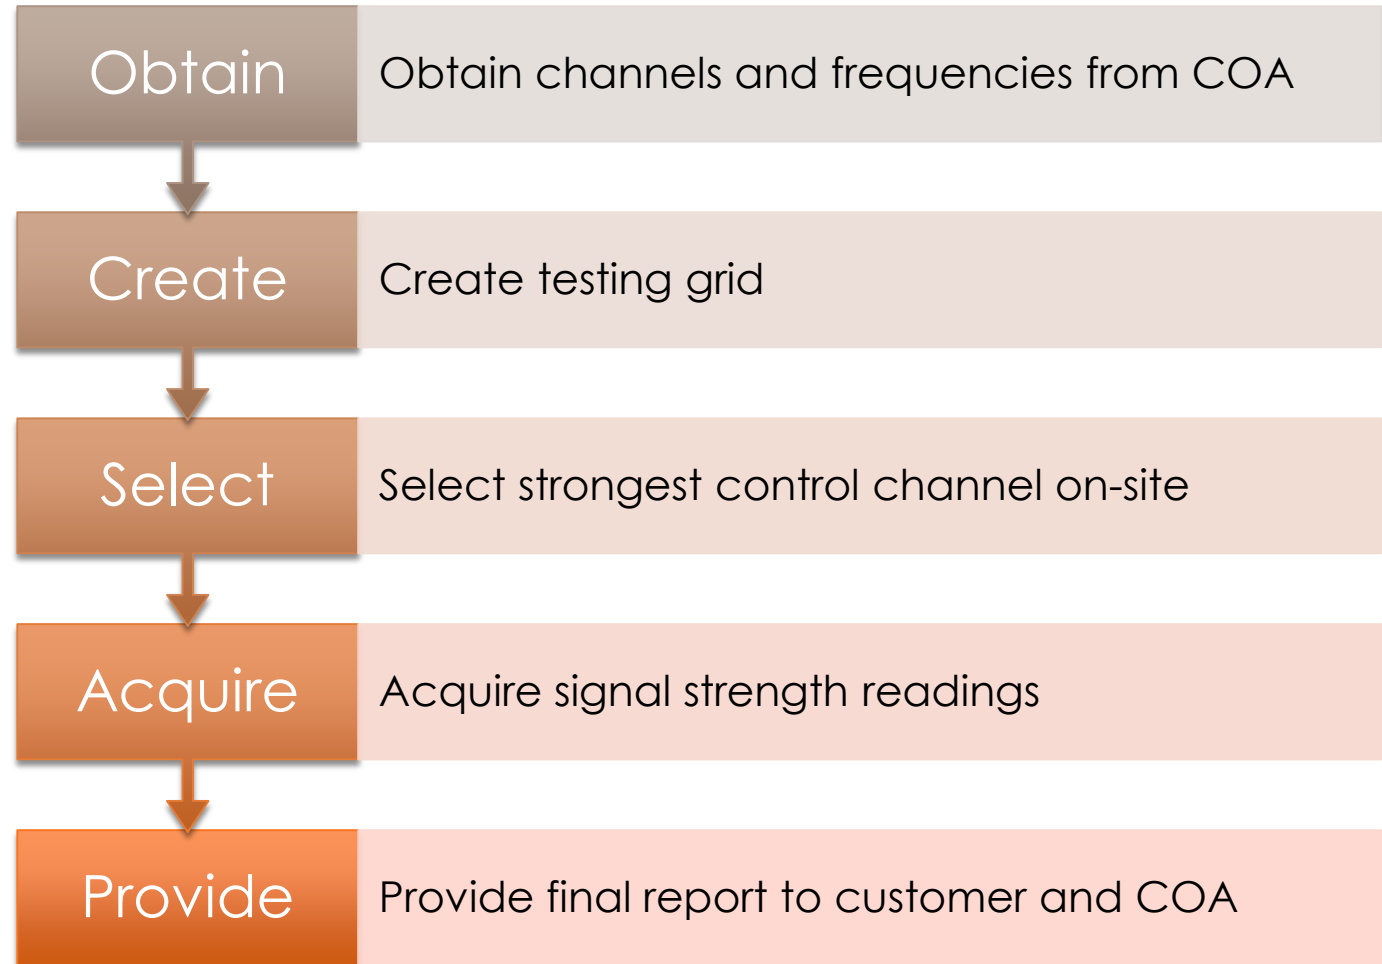 Obtain
Obtain channels and frequencies from COA
Create
Create testing grid
Select
Select strongest control channel on-site
Acquire
Acquire signal strength readings
Provide
Provide final report to customer and COA